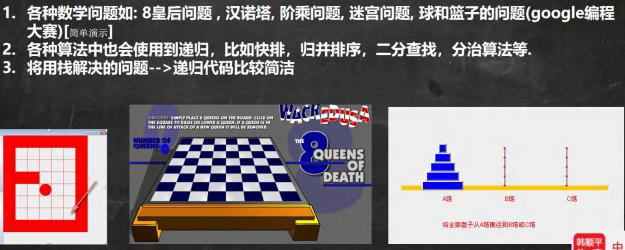 1. 各种数学问题如: 8皇后问题 , 汉诺塔, 阶乘问题, 迷宫问题, 球和篮子的问题(google编程
大赛)[简单演示]
2. 各种算法中也会使用到递归，比如快排，归并排序，二分查找，分治算法等.
3. 将用栈解决的问题-->递归代码比较简洁
WACKEDUSA
OBJECTIVE: SIMPLY PLACE 8 QUEENS ON THE BOARD. CLICK ON
THE SQUARE TO RAISE OR LOWER A QUEEN. IF A QUEEN IS IN
THE LINE OF ATTACK OF A NEW QUEEN IT WILL BE REMOVED
NUMBER OF
QUEENS:
THE
8
QUEENS
OF
DEATH
A塔 B塔 C塔
将全部盘子从A塔搬运到B塔或C塔
韩顺平
中